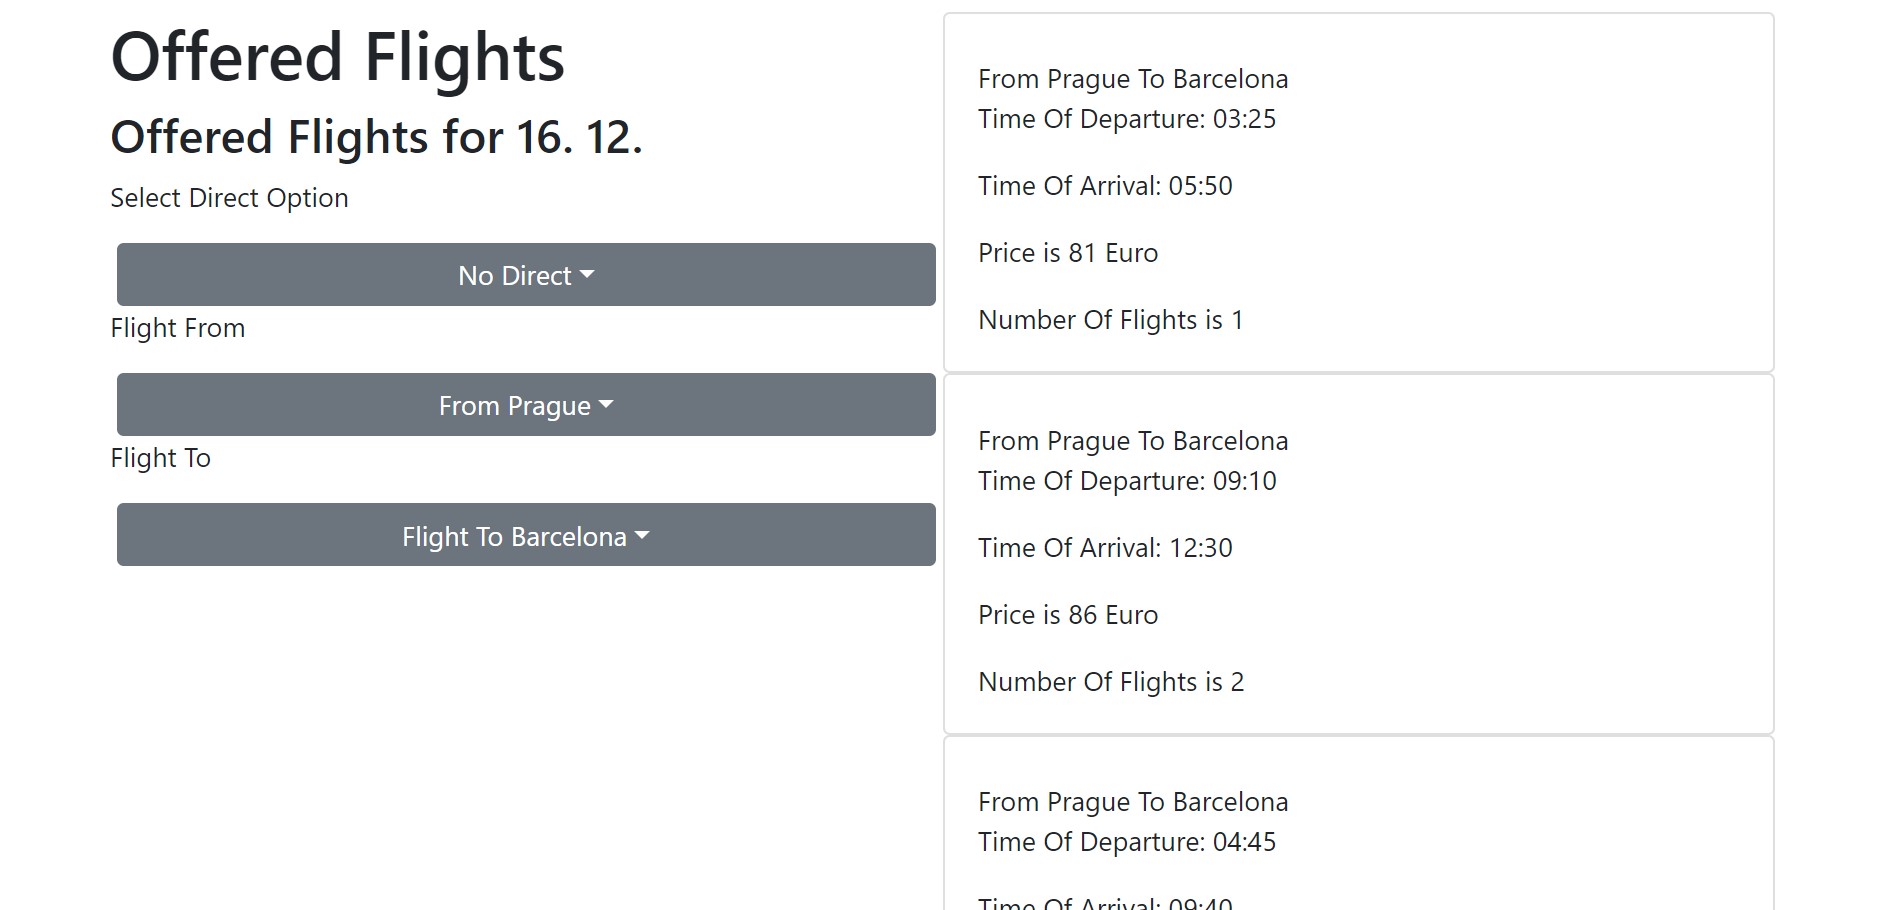 Offered Flights
Offered Flights for 16. 12.
Select Direct Option
No Direct
Flight From
From Prague
Flight To
Flight To Barcelona
From Prague To Barcelona
Time Of Departure: 03:25
Time Of Arrival: 05:50
Price is 81 Euro
Number Of Flights is 1
From Prague To Barcelona
Time Of Departure: 09:10
Time Of Arrival: 12:30
Price is 86 Euro
Number Of Flights is 2
From Prague To Barcelona
Time Of Departure: 04:45
Time Of Arrival: 09:40